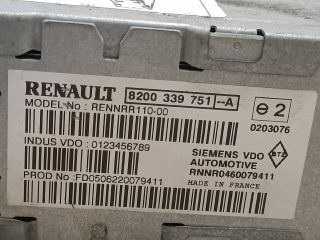 RENAULT 8200 339 751 --A
e 2
MODEL No : RENNRR110-00
0203076
INDUS VDO : 0123456789
SIEMENS VDO
AUTOMOTIVE
RNNR0460079411
PROD No : FD0506220079411
MADE IN FRANCE